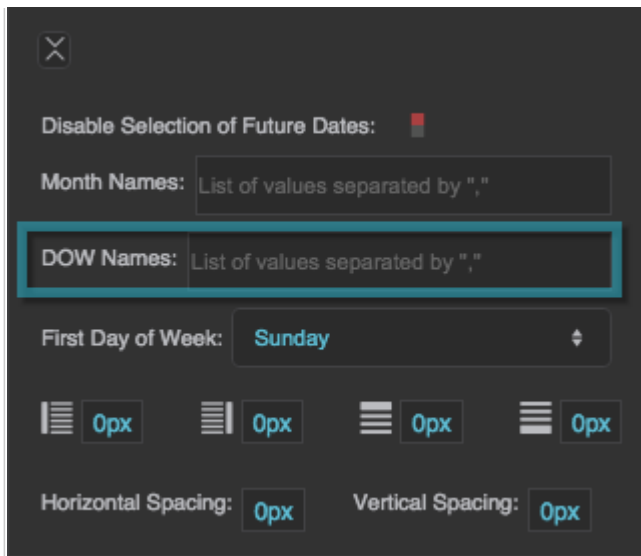 Disable Selection of Future Dates:
Month Names: List of values separated by ","
DOW Names: List of values separated by ","
First Day of Week: Sunday
0px 0px 0px 0px
Horizontal Spacing: 0px Vertical Spacing: 0px